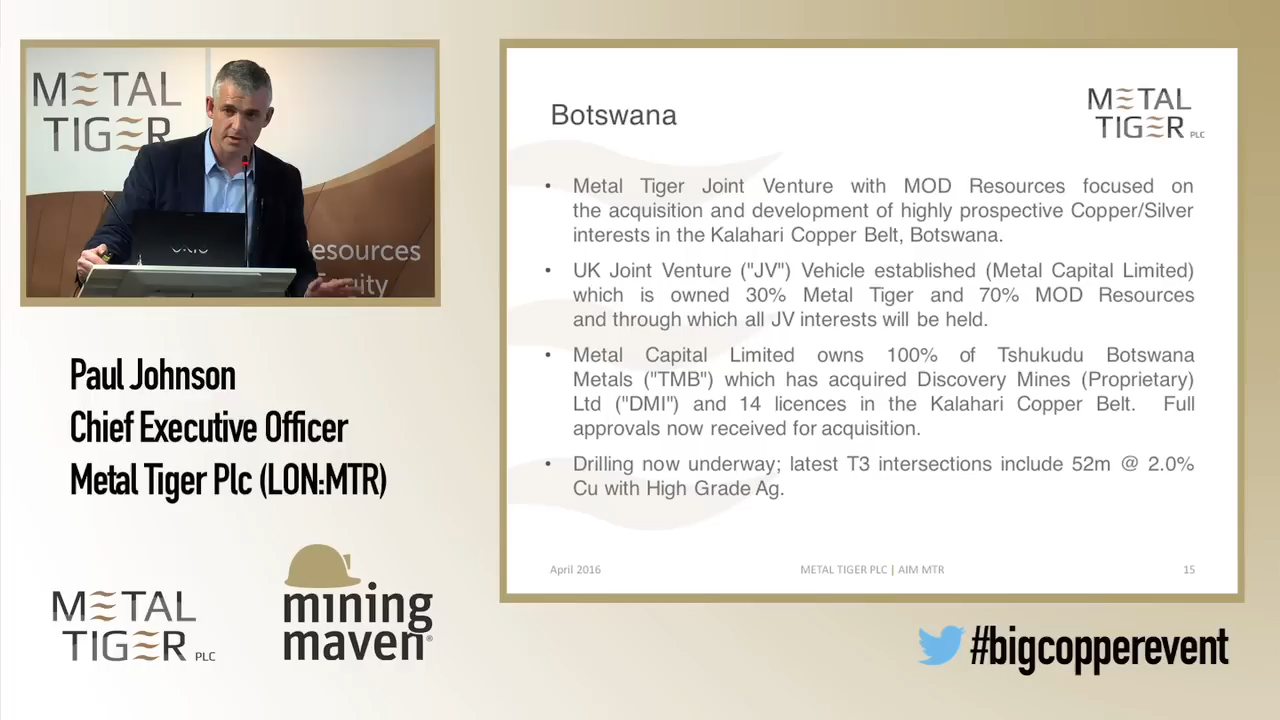 METAL
TIGER
esources
Equity
VAIO
Paul Johnson
Chief Executive Officer
Metal Tiger Plc (LON:MTR)
METAL
TIGER PLC
mining
maven®
Botswana
METAL
TIGER PLC
• Metal Tiger Joint Venture with MOD Resources focused on
the acquisition and development of highly prospective Copper/Silver
interests in the Kalahari Copper Belt, Botswana.
• UK Joint Venture ("JV") Vehicle established (Metal Capital Limited)
which is owned 30% Metal Tiger and 70% MOD Resources
and through which all JV interests will be held.
• Metal Capital Limited owns 100% of Tshukudu Botswana
Metals ("TMB") which has acquired Discovery Mines (Proprietary)
Ltd ("DMI") and 14 licences in the Kalahari Copper Belt. Full
approvals now received for acquisition.
• Drilling now underway; latest T3 intersections include 52m @ 2.0%
Cu with High Grade Ag.
April 2016 METAL TIGER PLC | AIM MTR 15
#bigcopperevent